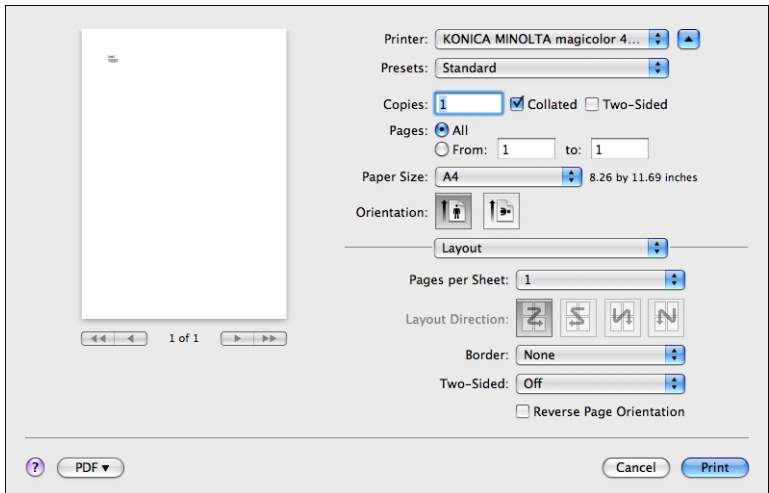 Printer: KONICA MINOLTA magicolor 4...
Presets: Standard
Copies: 1 Collated Two-Sided
Pages: All
From: 1 to: 1
Paper Size: A4 8.26 by 11.69 inches
Orientation:
Layout
Pages per Sheet: 1
Layout Direction:
Border: None
Two-Sided: Off
Reverse Page Orientation
1 of 1
? PDF▼ Cancel Print